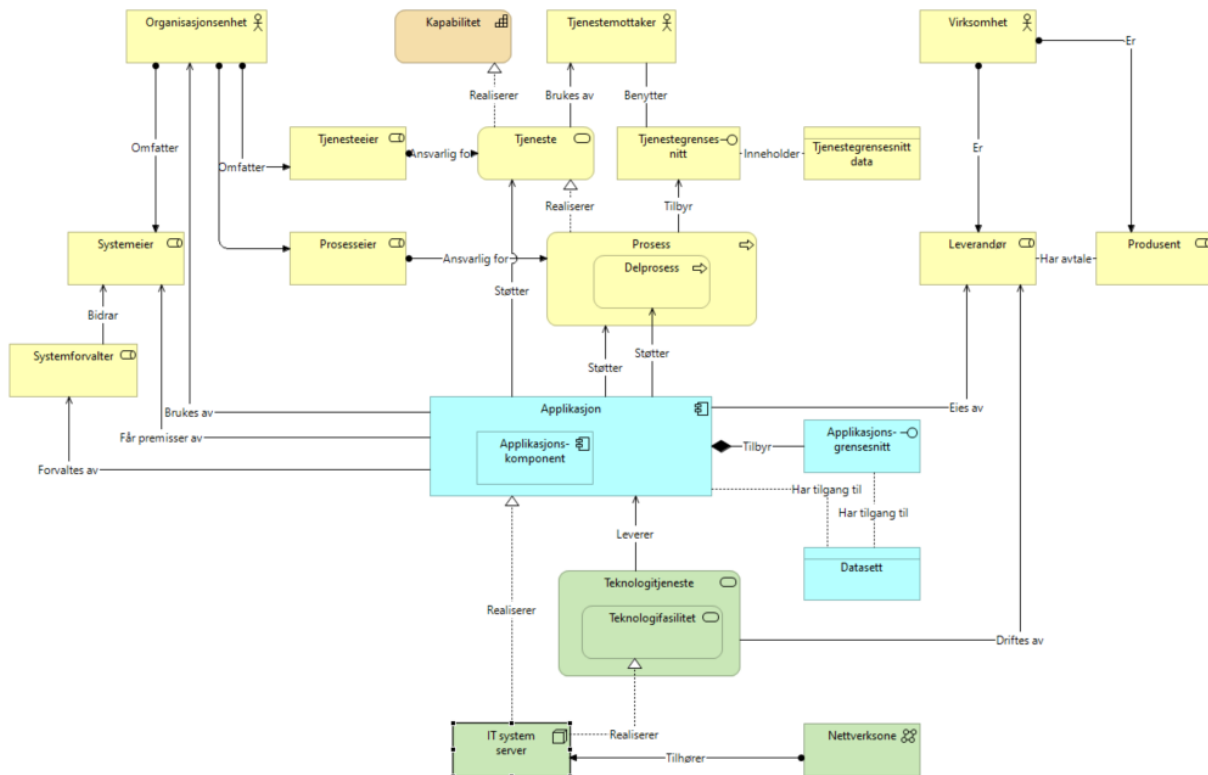 Organisasjonsenhet
Kapabilitet
Tjenestemottaker
Virksomhet
Er
Realiserer
Brukes av
Benytter
Omfatter
Tjenesteeier
Ansvarlig for
Tjeneste
Tjenestegrenses-
nitt
Inneholder
Tjenestegrensesnitt
data
Er
Omfatter
Realiserer
Tilbyr
Systemeier
Prosesseier
Ansvarlig for
Prosess
Delprosess
Leverandør
Har avtale
Produsent
Støtter
Bidrar
Systemforvalter
Støtter
Støtter
Brukes av
Får premisser av
Forvaltes av
Applikasjon
Applikasjons-
komponent
Eies av
Tilbyr
Applikasjons-
grensesnitt
Har tilgang til
Har tilgang til
Leverer
Datasett
Teknologitjeneste
Teknologifasilitet
Realiserer
Driftes av
IT system
server
Realiserer
Tilhører
Nettverksone